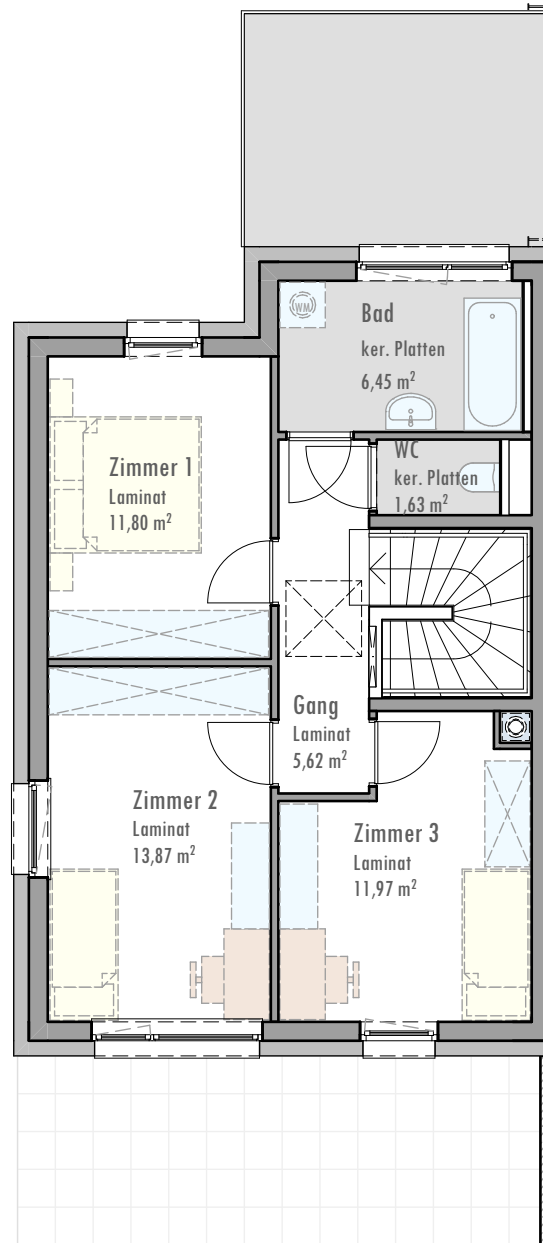 Bad
ker. Platten
6,45 m²
WM
WC
ker. Platten
1,63 m²
Zimmer 1
Laminat
11,80 m²
Gang
Laminat
5,62 m²
Zimmer 2
Laminat
13,87 m²
Zimmer 3
Laminat
11,97 m²